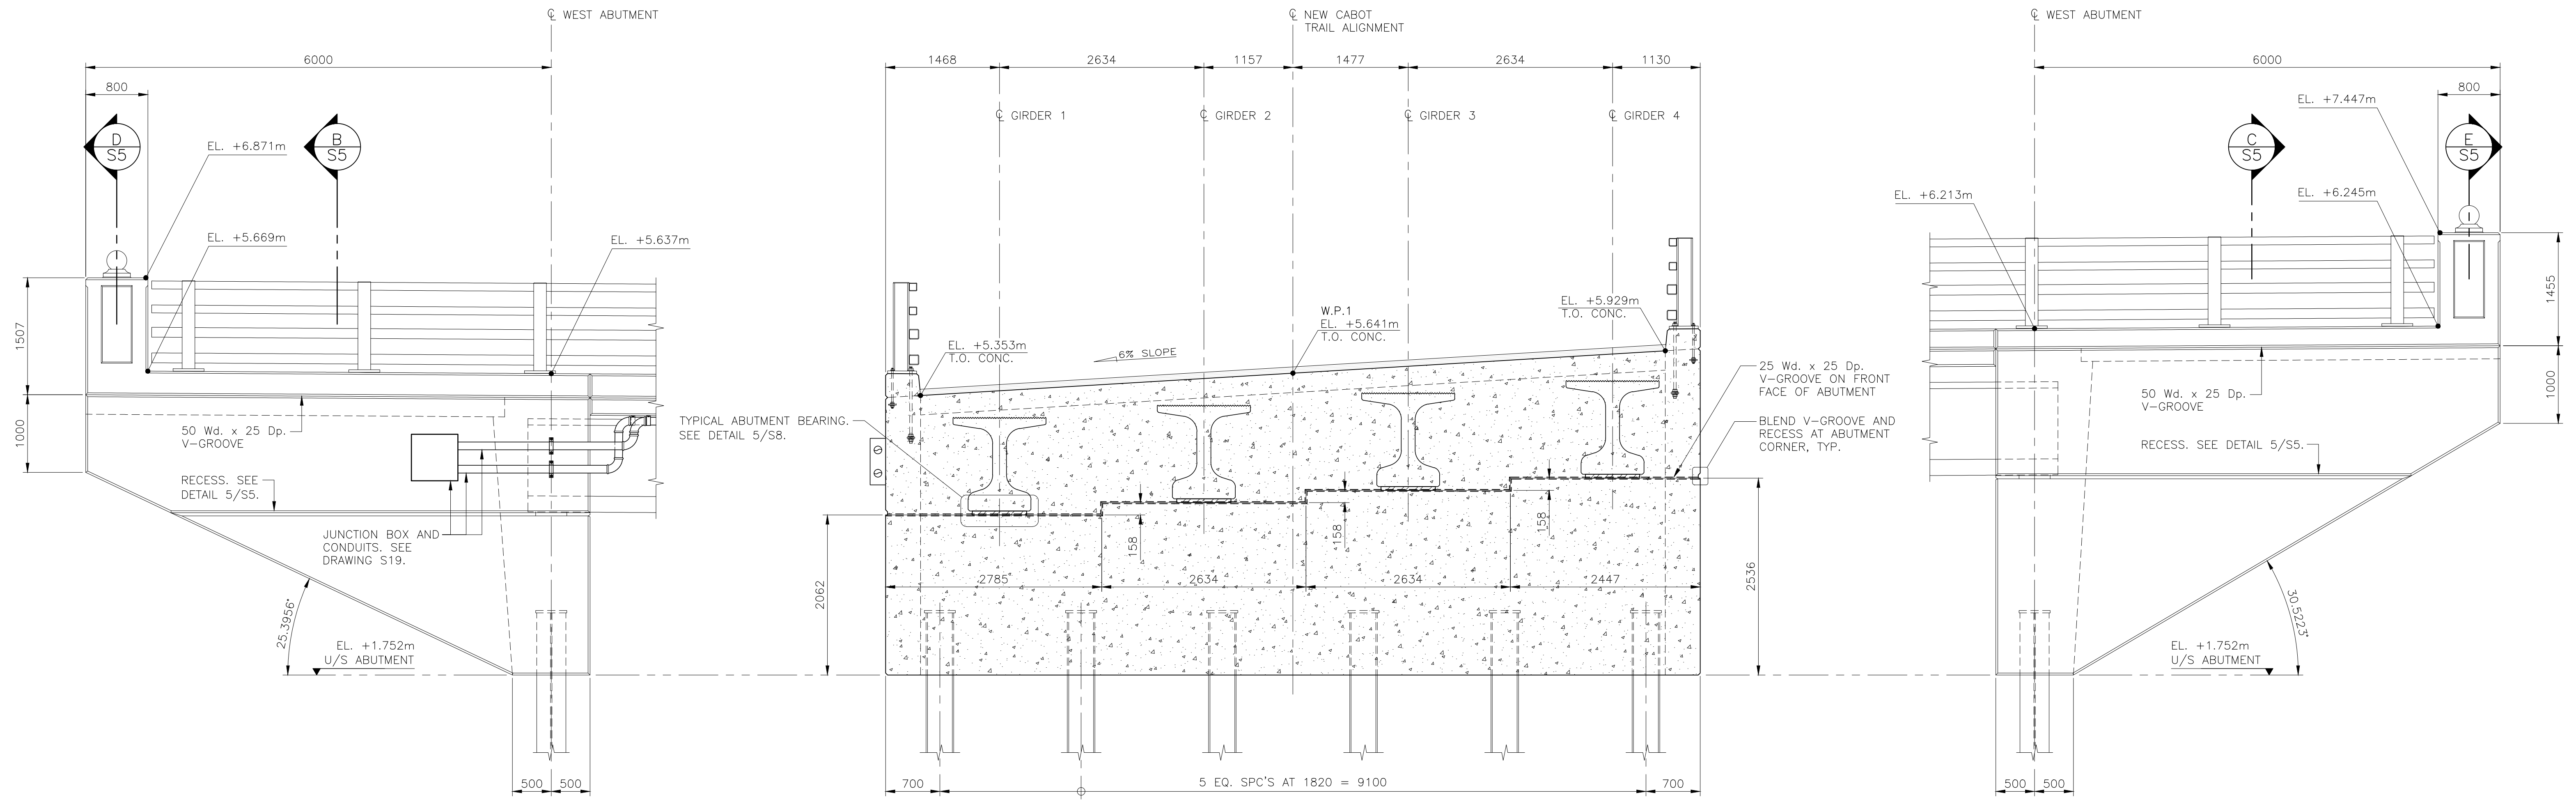 ℄ WEST ABUTMENT
6000
800
D
S5
B
S5
EL. +6.871m
EL. +5.669m
EL. +5.637m
1507
1000
50 Wd. x 25 Dp.
V-GROOVE
RECESS. SEE
DETAIL 5/S5.
JUNCTION BOX AND
CONDUITS. SEE
DRAWING S19.
25.3956°
EL. +1.752m
U/S ABUTMENT
500
500
℄ NEW CABOT
TRAIL ALIGNMENT
1468
2634
1157
1477
2634
1130
℄ GIRDER 1
℄ GIRDER 2
℄ GIRDER 3
℄ GIRDER 4
W.P.1
EL. +5.641m
T.O. CONC.
EL. +5.929m
T.O. CONC.
EL. +5.353m
T.O. CONC.
6% SLOPE
25 Wd. x 25 Dp.
V-GROOVE ON FRONT
FACE OF ABUTMENT
BLEND V-GROOVE AND
RECESS AT ABUTMENT
CORNER, TYP.
TYPICAL ABUTMENT BEARING.
SEE DETAIL 5/S8.
158
158
158
2785
2634
2634
2447
2062
2536
700
5 EQ. SPC'S AT 1820 = 9100
700
℄ WEST ABUTMENT
6000
800
EL. +7.447m
C
S5
E
S5
EL. +6.213m
EL. +6.245m
1455
1000
50 Wd. x 25 Dp.
V-GROOVE
RECESS. SEE DETAIL 5/S5.
30.5223°
EL. +1.752m
U/S ABUTMENT
500
500